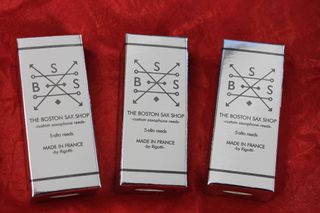 B S S
THE BOSTON SAX SHOP
-custom saxophone reeds-
5-alto reeds
MADE IN FRANCE
-by Rigotti-
B S S
THE BOSTON SAX SHOP
-custom saxophone reeds-
5-alto reeds
MADE IN FRANCE
-by Rigotti-
B S S
THE BOSTON SAX SHOP
-custom saxophone reeds-
5-alto reeds
MADE IN FRANCE
-by Rigotti-